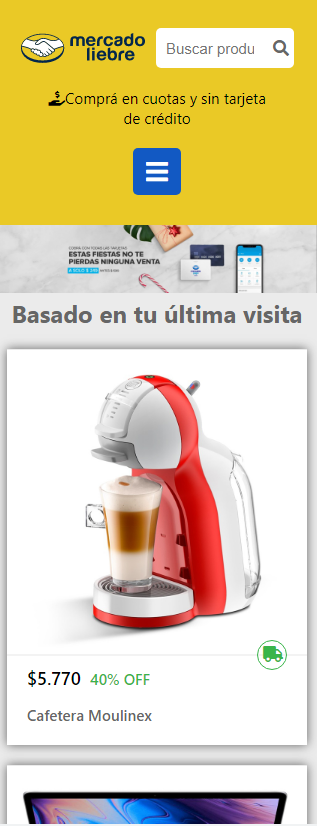 mercado
liebre
Buscar produ
Comprá en cuotas y sin tarjeta
de crédito
ESTAS FIESTAS NO TE
PIERDAS NINGUNA VENTA
Basado en tu última visita
$5.770 40% OFF
Cafetera Moulinex